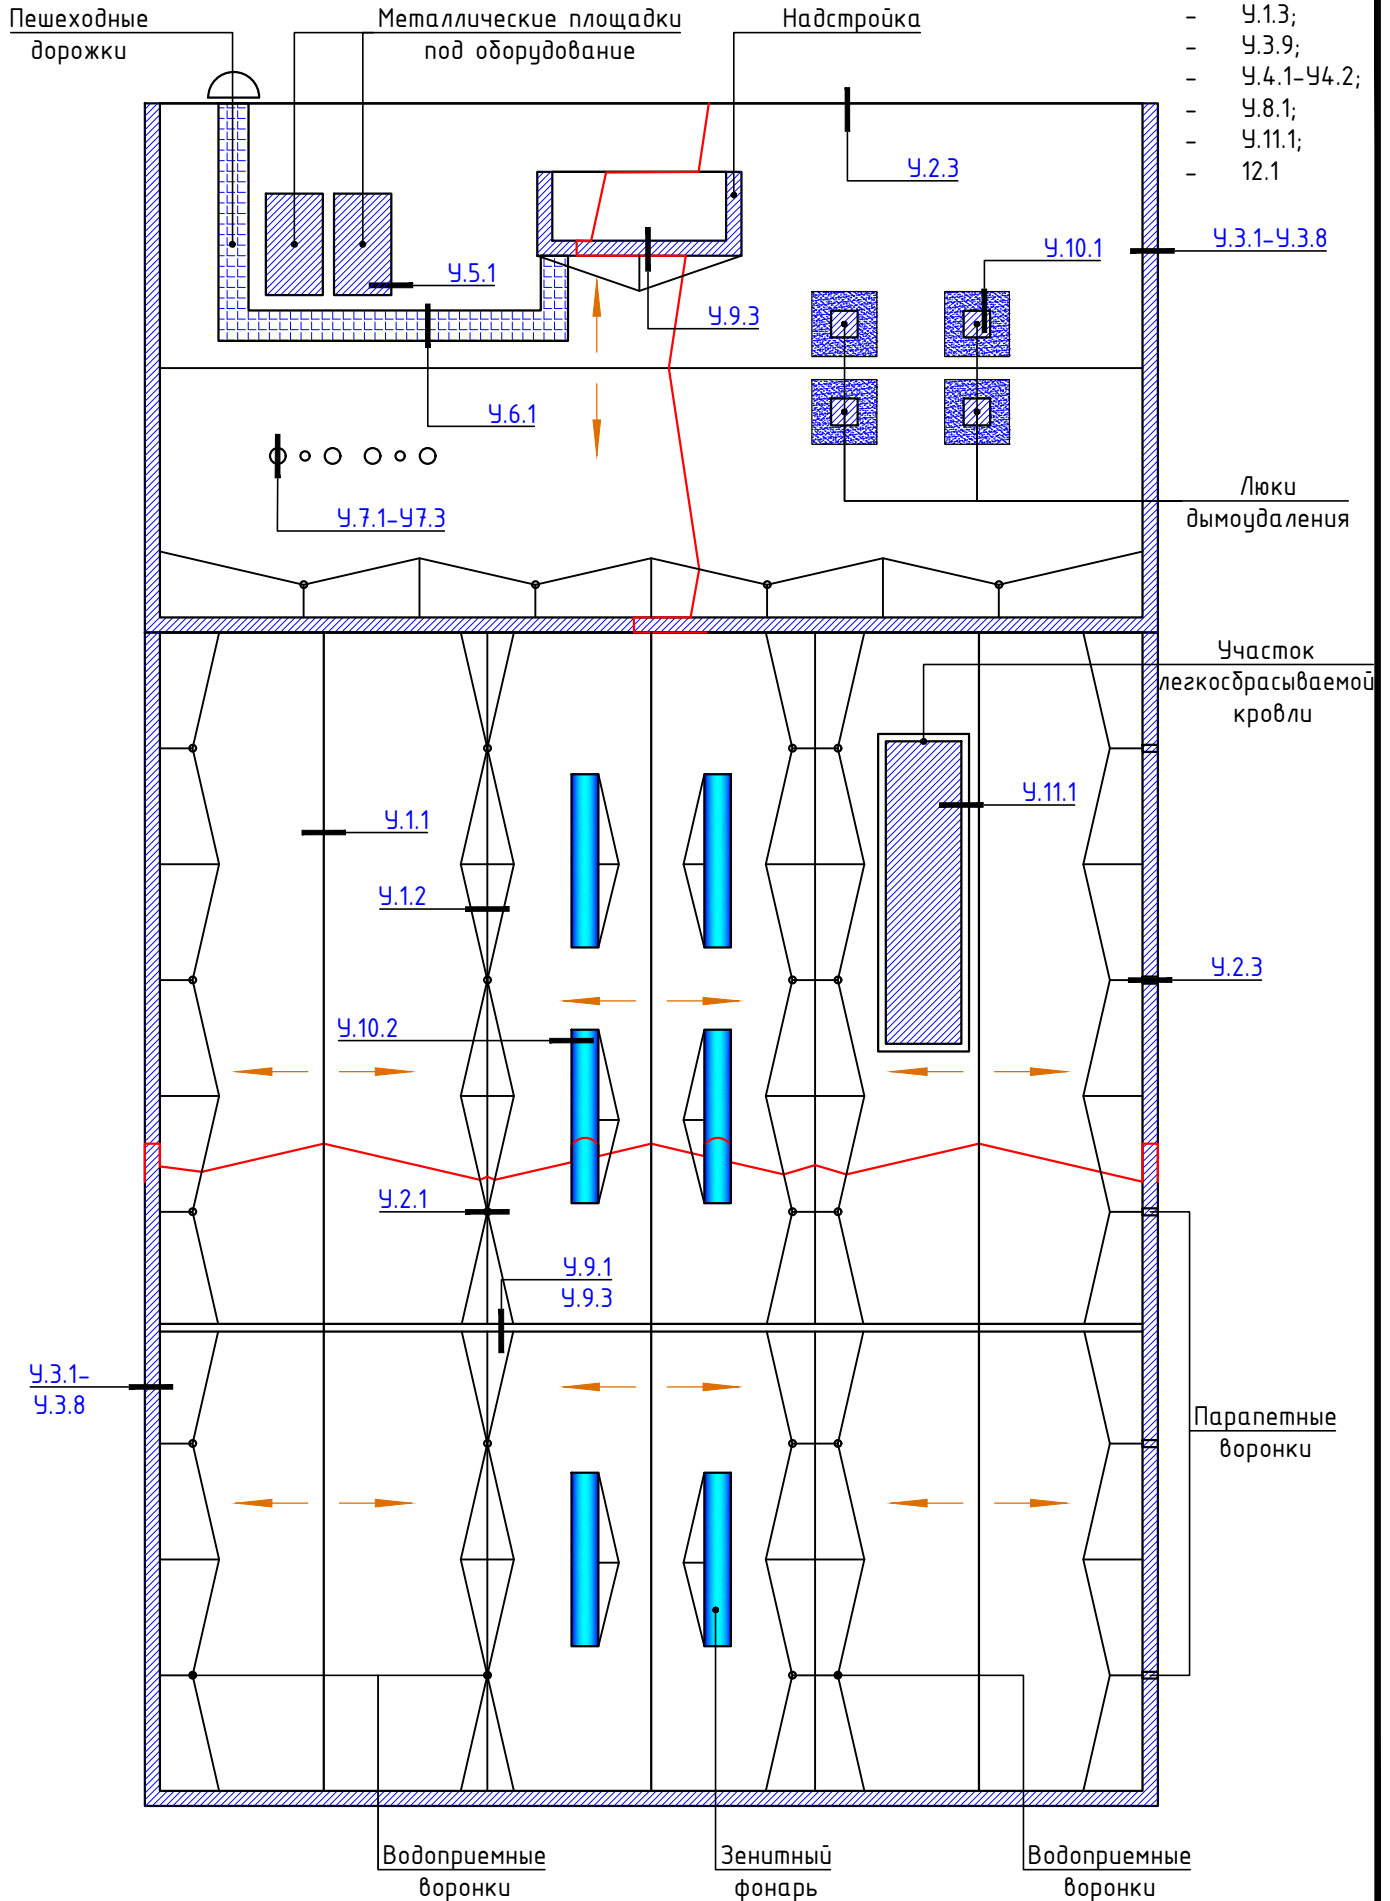 Пешеходные
дорожки
Металлические площадки
под оборудование
Надстройка
- У.1.3;
- У.3.9;
- У.4.1-У4.2;
- У.8.1;
- У.11.1;
- 12.1
У.2.3
У.3.1-У.3.8
У.10.1
У.5.1
У.9.3
У.6.1
Люки
дымоудаления
У.7.1-У7.3
Участок
легкосбрасываемой
кровли
У.11.1
У.1.1
У.1.2
У.2.3
У.10.2
У.2.1
У.9.1
У.9.3
У.3.1-
У.3.8
Парапетные
воронки
Водоприемные
воронки
Зенитный
фонарь
Водоприемные
воронки